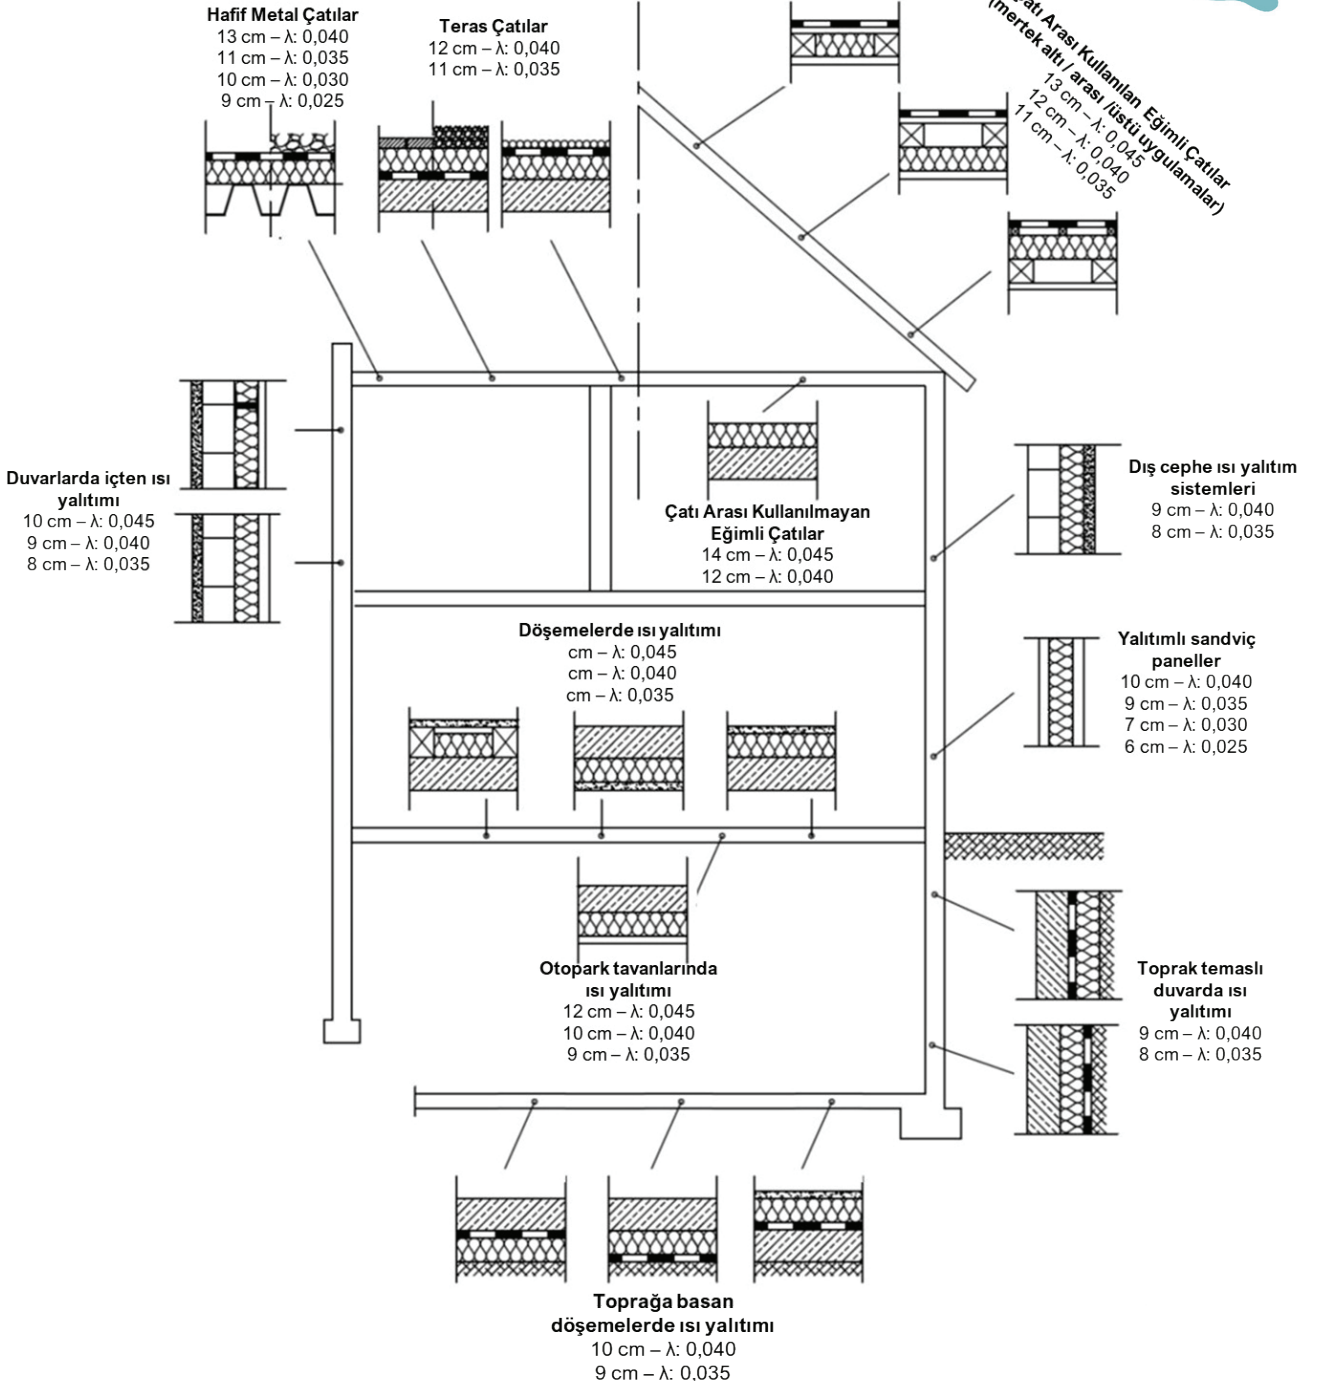 Hafif Metal Çatılar
13 cm – λ: 0,040
11 cm – λ: 0,035
10 cm – λ: 0,030
9 cm – λ: 0,025
Teras Çatılar
12 cm – λ: 0,040
11 cm – λ: 0,035
Arası Kullanılan Eğimli Çatılar
(mertek altı / arası /üstü uygulamalar)
13 cm – λ: 0,045
12 cm – λ: 0,040
11 cm – λ: 0,035
Duvarlarda içten ısı
yalıtımı
10 cm – λ: 0,045
9 cm – λ: 0,040
8 cm – λ: 0,035
Çatı Arası Kullanılmayan
Eğimli Çatılar
14 cm – λ: 0,045
12 cm – λ: 0,040
Dış cephe ısı yalıtım
sistemleri
9 cm – λ: 0,040
8 cm – λ: 0,035
Döşemelerde ısı yalıtımı
cm – λ: 0,045
cm – λ: 0,040
cm – λ: 0,035
Yalıtımlı sandviç
paneller
10 cm – λ: 0,040
9 cm – λ: 0,035
7 cm – λ: 0,030
6 cm – λ: 0,025
Otopark tavanlarında
ısı yalıtımı
12 cm – λ: 0,045
10 cm – λ: 0,040
9 cm – λ: 0,035
Toprak temaslı
duvarda ısı
yalıtımı
9 cm – λ: 0,040
8 cm – λ: 0,035
Toprağa basan
döşemelerde ısı yalıtımı
10 cm – λ: 0,040
9 cm – λ: 0,035